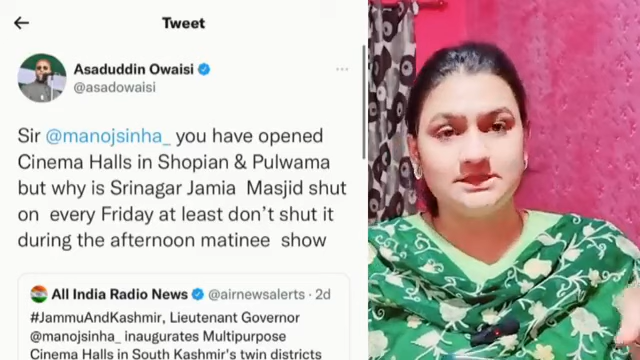 Tweet
Asaduddin Owaisi
@asadowaisi
Sir @manojsinha_ you have opened
Cinema Halls in Shopian & Pulwama
but why is Srinagar Jamia Masjid shut
on every Friday at least don't shut it
during the afternoon matinee show
All India Radio News @airnewsalerts · 2d
#JammuAndKashmir, Lieutenant Governor
@manojsinha_ inaugurates Multipurpose
Cinema Halls in South Kashmir's twin districts